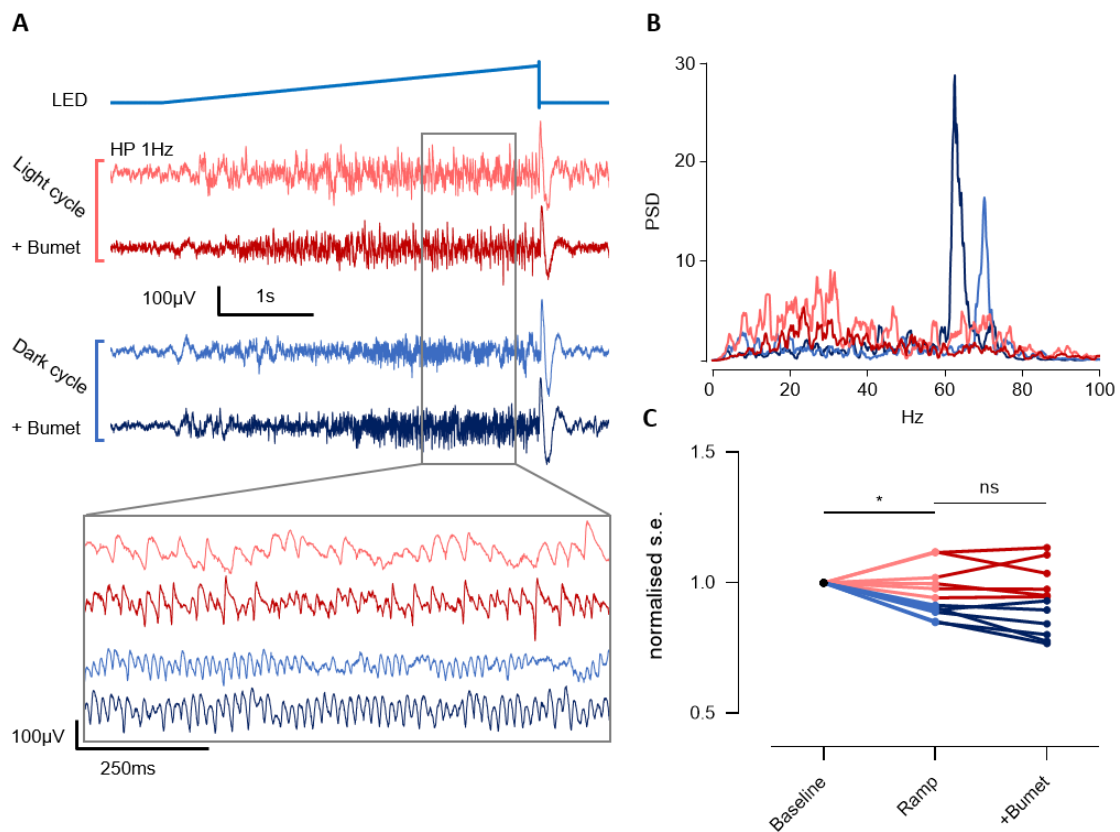 A
LED
HP 1Hz
Light cycle
+ Bumet
100µV
1s
Dark cycle
+ Bumet
100µV
250ms
B
30
20
10
PSD
0
20
40
60
80
100
Hz
C
1.5
1.0
0.5
normalised s.e.
*
ns
Baseline
Ramp
+Bumet